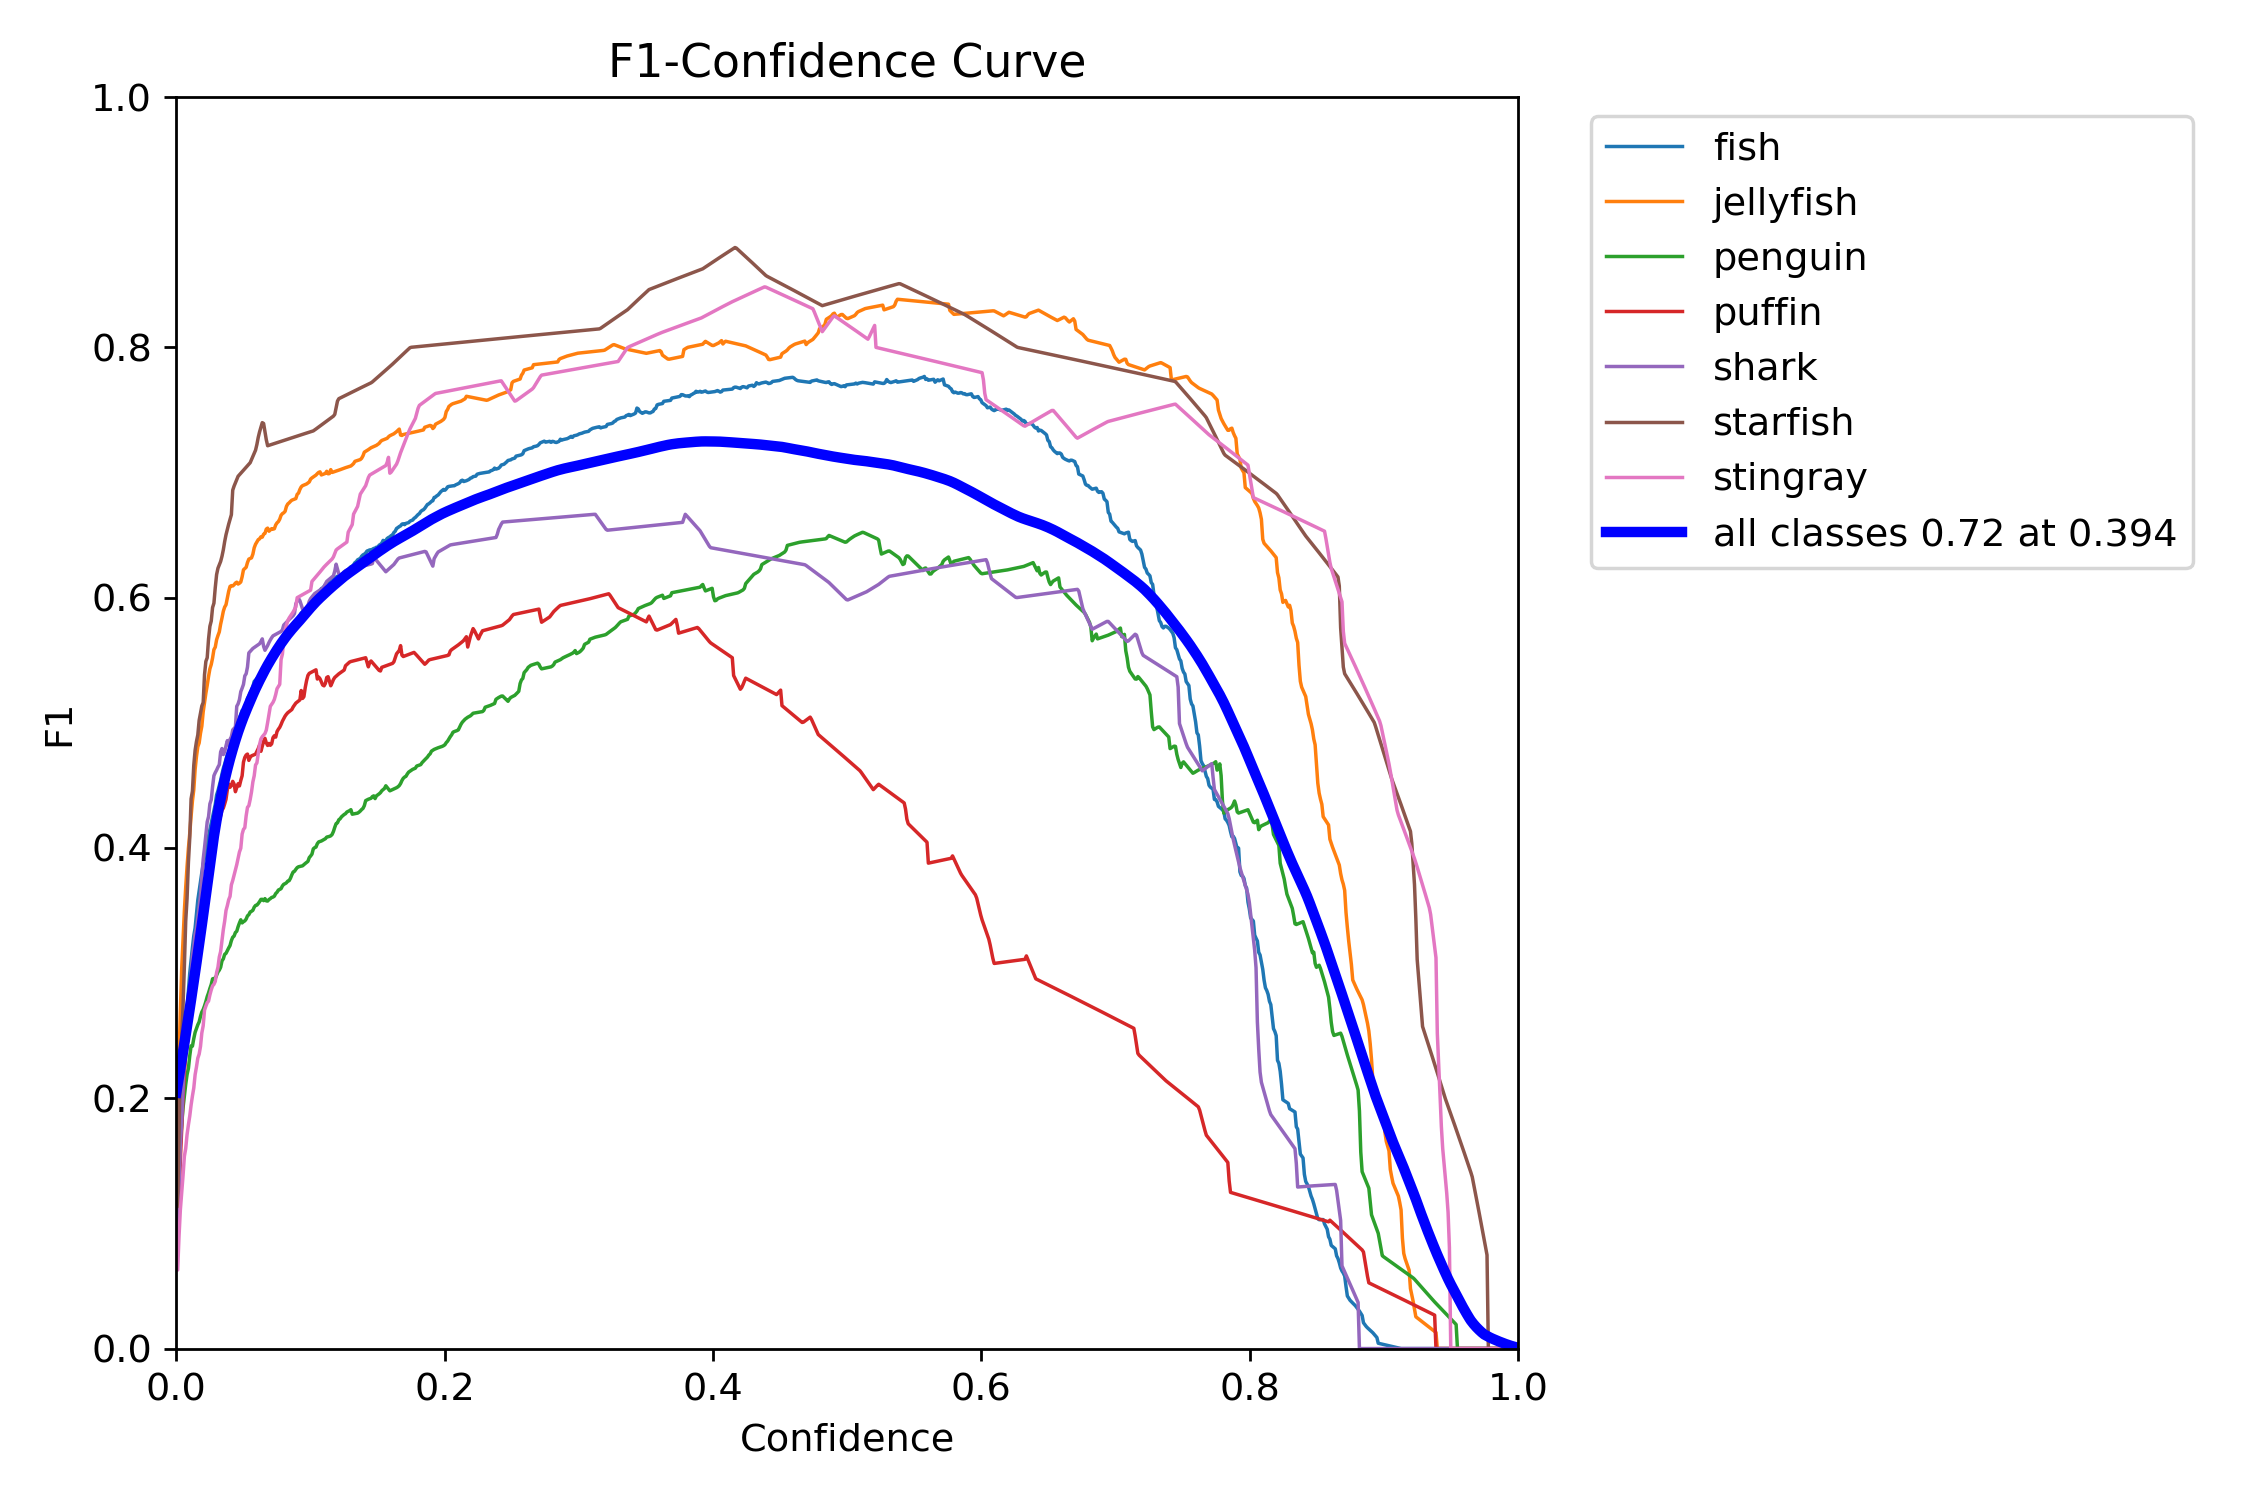 F1-Confidence Curve
1.0
0.8
0.6
0.4
0.2
0.0
F1
0.0 0.2 0.4 0.6 0.8 1.0
Confidence
fish
jellyfish
penguin
puffin
shark
starfish
stingray
all classes 0.72 at 0.394